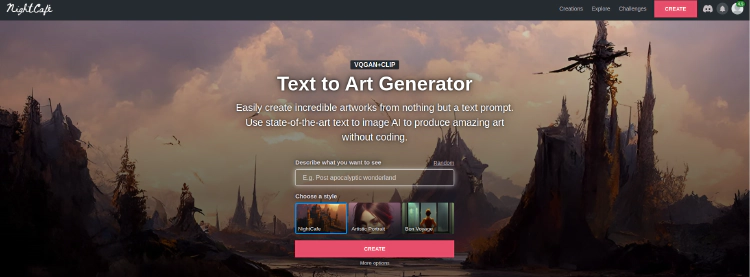 NightCafe
Creations Explore Challenges CREATE
VQGAN+CLIP
Text to Art Generator
Easily create incredible artworks from nothing but a text prompt.
Use state-of-the-art text to image AI to produce amazing art
without coding.
Describe what you want to see Random
E.g. Post apocalyptic wonderland
Choose a style
NightCafe Artistic Portrait Bon Voyage
CREATE
More options